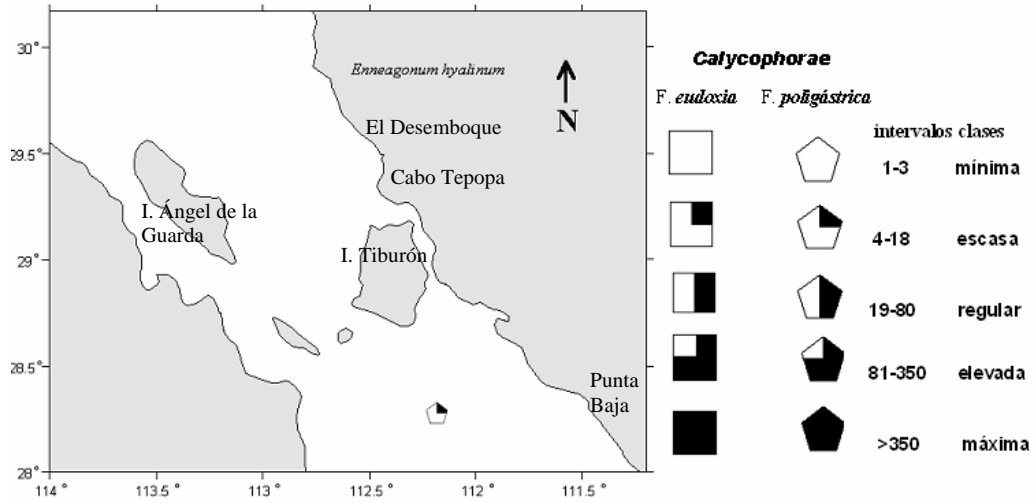 30°
29.5°
29°
28.5°
28°
114°
113.5°
113°
112.5°
112°
111.5°
Enneagonum hyalinum
N
El Desemboque
Cabo Tepopa
I. Ángel de la
Guarda
I. Tiburón
Punta
Baja
Calycophorae
F. eudoxia F. poligástrica
intervalos clases
1-3 mínima
4-18 escasa
19-80 regular
81-350 elevada
>350 máxima